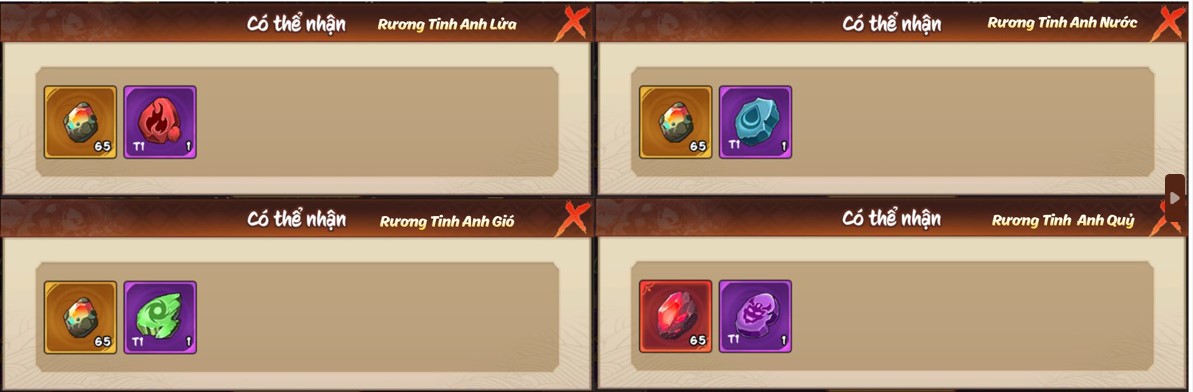 Có thể nhận Rương Tinh Anh Lửa
65 T1 1
Có thể nhận Rương Tinh Anh Nước
65 T1 1
Có thể nhận Rương Tinh Anh Gió
65 T1 1
Có thể nhận Rương Tinh Anh Quỷ
65 T1 1